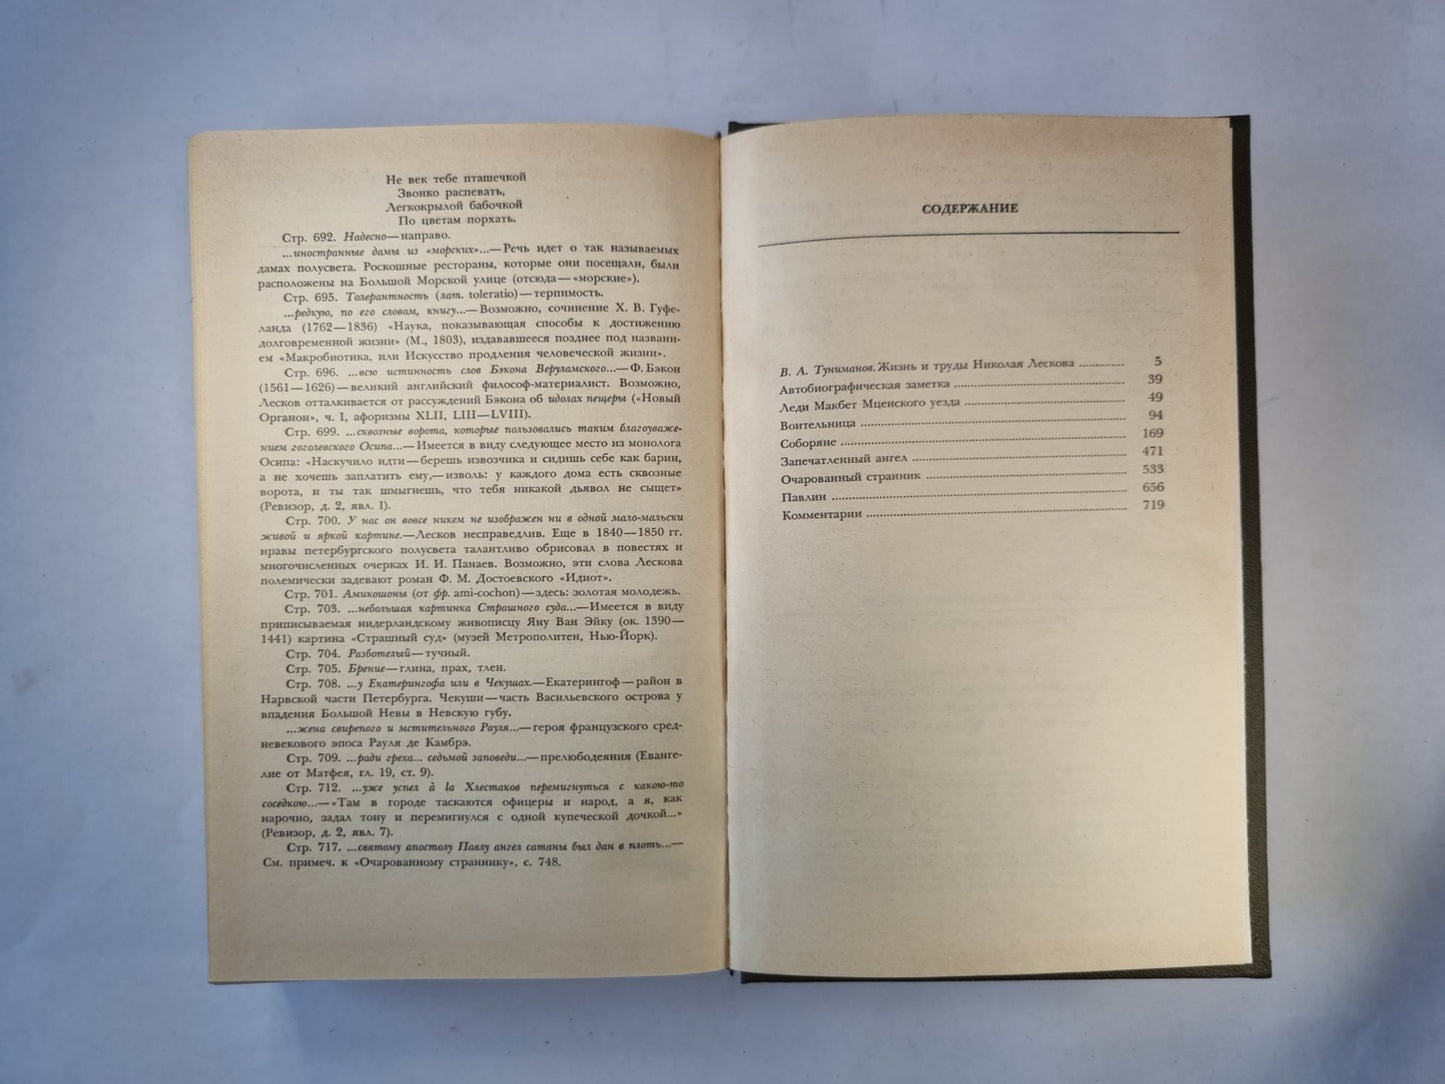 Не век тебе пташечкой
Звонко распевать,
Легкокрылой бабочкой
По цветам порхать.
Стр. 692. Надесно—направо.
...иностранные дамы из «морских»...—Речь идет о так называемых
дамах полусвета. Роскошные рестораны, которые они посещали, были
расположены на Большой Морской улице (отсюда—«морские»).
Стр. 695. Толерантность (лат. toleratio)—терпимость.
...редкую, по его словам, книгу...—Возможно, сочинение Х. В. Гуфе-
ланда (1762—1836) «Наука, показывающая способы к достижению
долговременной жизни» (М., 1803), издававшееся позднее под названи-
ем «Макробиотика, или Искусство продления человеческой жизни».
Стр. 696. ...всю истинность слов Бэкона Веруламского...—Ф. Бэкон
(1561—1626)—великий английский философ-материалист. Возможно,
Лесков отталкивается от рассуждений Бэкона об идолах пещеры («Новый
Органон», ч. I, афоризмы XLII, LIII—LVIII).
Стр. 699. ...сквозные ворота, которые пользовались таким благоуваже-
нием гоголевского Осипа...—Имеется в виду следующее место из монолога
Осипа: «Наскучило идти—берешь извозчика и сидишь себе как барин,
а не хочешь заплатить ему,—изволь: у каждого дома есть сквозные
ворота, и ты так шмыгнешь, что тебя никакой дьявол не сыщет»
(Ревизор, д. 2, явл. I).
Стр. 700. У нас он вовсе никем не изображен ни в одной мало-мальски
живой и яркой картине.—Лесков несправедлив. Еще в 1840—1850 гг.
нравы петербургского полусвета талантливо обрисовал в повестях и
многочисленных очерках И. И. Панаев. Возможно, эти слова Лескова
полемически задевают роман Ф. М. Достоевского «Идиот».
Стр. 701. Амикошоны (от фр. ami-cochon)—здесь: золотая молодежь.
Стр. 703. ...небольшая картинка Страшного суда...—Имеется в виду
приписываемая нидерландскому живописцу Яну Ван Эйку (ок. 1390—
1441) картина «Страшный суд» (музей Метрополитен, Нью-Йорк).
Стр. 704. Разботелый—тучный.
Стр. 705. Брение—глина, прах, тлен.
Стр. 708. ...у Екатерингофа или в Чекушах.—Екатерингоф—район в
Нарвской части Петербурга. Чекуши—часть Васильевского острова у
впадения Большой Невы в Невскую губу.
...жена свирепого и мстительного Рауля...—героя французского сред-
невекового эпоса Рауля де Камбрэ.
Стр. 709. ...ради греха... седьмой заповеди...—прелюбодеяния (Еванге-
лие от Матфея, гл. 19, ст. 9).
Стр. 712. ...уже успел à la Хлестаков перемигнуться с какою-то
соседкою...—«Там в городе таскаются офицеры и народ, а я, как
нарочно, задал тону и перемигнулся с одной купеческой дочкой...»
(Ревизор, д. 2, явл. 7).
Стр. 717. ...святому апостолу Павлу ангел сатаны был дан в плоть...—
См. примеч. к «Очарованному страннику», с. 748.
СОДЕРЖАНИЕ
В. А. Туниманов. Жизнь и труды Николая Лескова 5
Автобиографическая заметка 39
Леди Макбет Мценского уезда 49
Воительница 94
Соборяне 169
Запечатленный ангел 471
Очарованный странник 533
Павлин 656
Комментарии 719